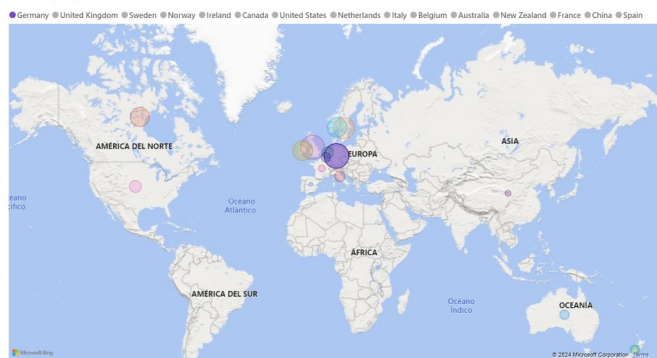 Germany United Kingdom Sweden Norway Ireland Canada United States Netherlands Italy Belgium Australia New Zealand France China Spain
ASIA
AMÉRICA DEL NORTE
EUROPA
Océano
Atlántico
ÁFRICA
AMÉRICA DEL SUR
Océano
Índico
OCEANÍA
Microsoft Bing
© 2024 Microsoft Corporation Terms